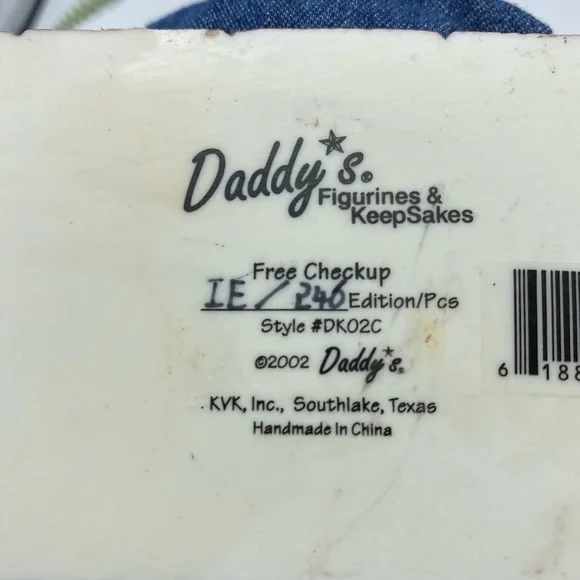 Daddy's®
Figurines &
KeepSakes
Free Checkup
IE / 246 Edition/Pcs
Style #DK02C
©2002 Daddy's®
KVK, Inc., Southlake, Texas
Handmade In China
6 188